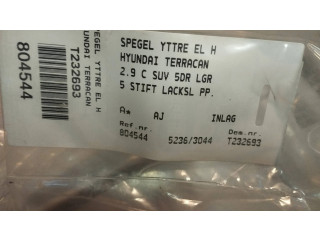 SPEGEL YTTRE EL H
HYUNDAI TERRACAN
2.9 C SUV 5DR LGR
5 STIFT LACKSL PP.
A* AJ INLAG
Ref.nr. Dem.nr.
804544 5236/3044 T232693
SPEGEL YTTRE EL H
UNDAI TERRACAN
T232693
804544